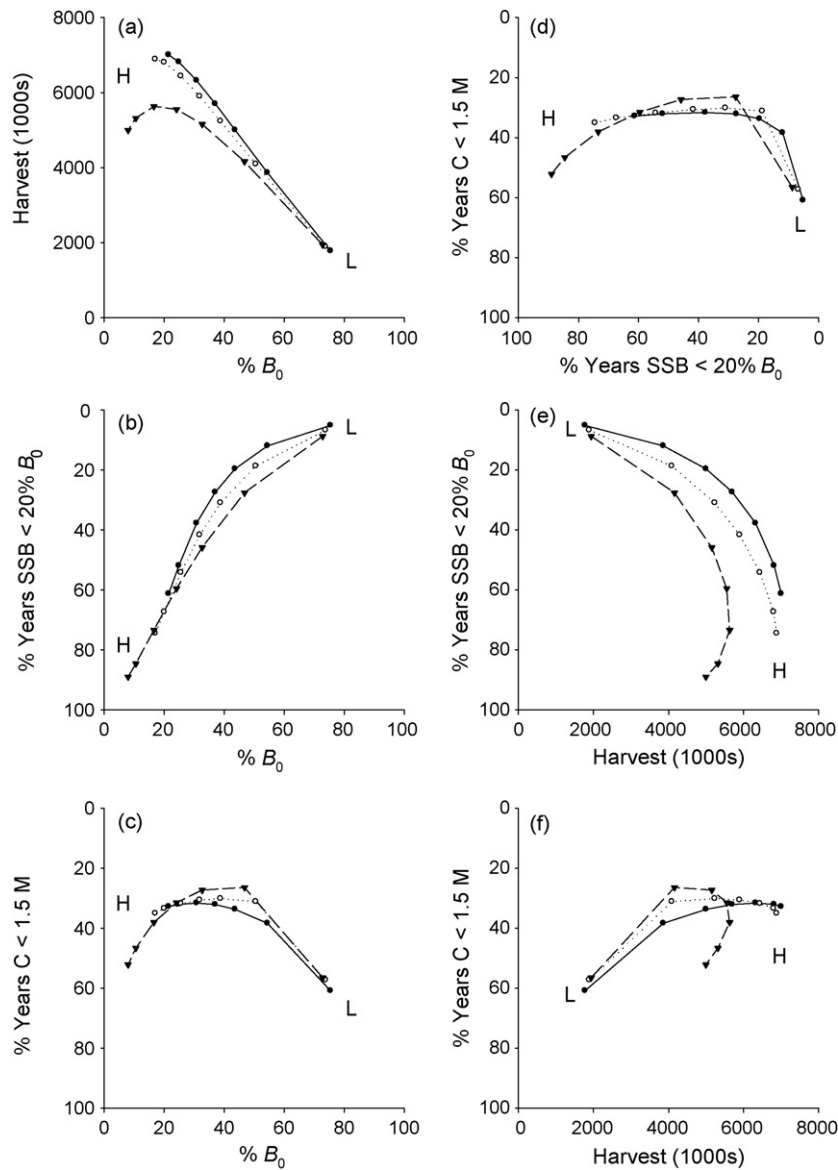 (a)
8000
6000
4000
2000
0
Harvest (1000s)
H
L
0 20 40 60 80 100
% B₀
(d)
0
20
40
60
80
100
% Years C < 1.5 M
H
L
100 80 60 40 20 0
% Years SSB < 20% B₀
(b)
0
20
40
60
80
100
% Years SSB < 20% B₀
L
H
0 20 40 60 80 100
% B₀
(e)
0
20
40
60
80
100
% Years SSB < 20% B₀
L
H
0 2000 4000 6000 8000
Harvest (1000s)
(c)
0
20
40
60
80
100
% Years C < 1.5 M
H
L
0 20 40 60 80 100
% B₀
(f)
0
20
40
60
80
100
% Years C < 1.5 M
L
H
0 2000 4000 6000 8000
Harvest (1000s)